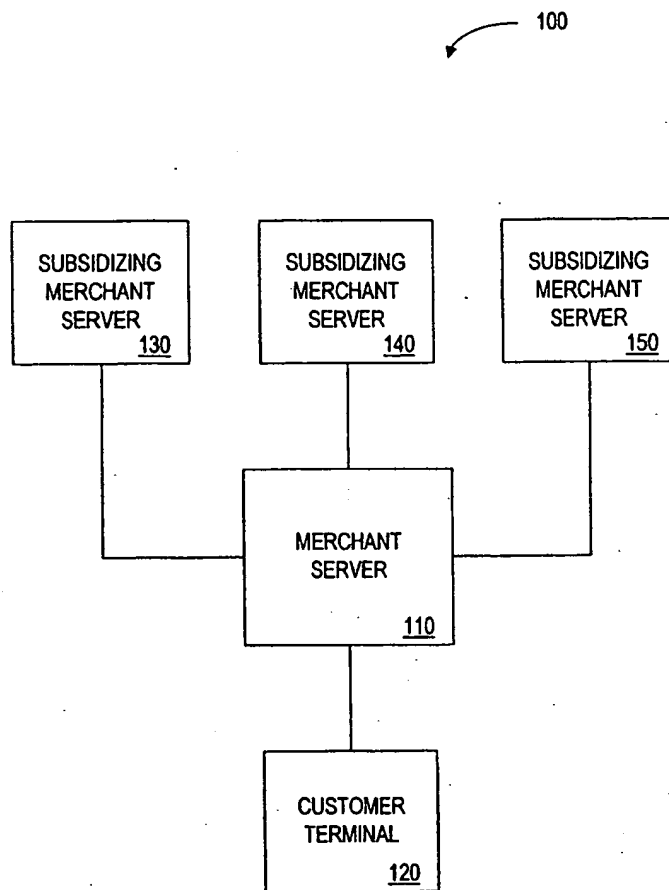 100
SUBSIDIZING
MERCHANT
SERVER
130
SUBSIDIZING
MERCHANT
SERVER
140
SUBSIDIZING
MERCHANT
SERVER
150
MERCHANT
SERVER
110
CUSTOMER
TERMINAL
120